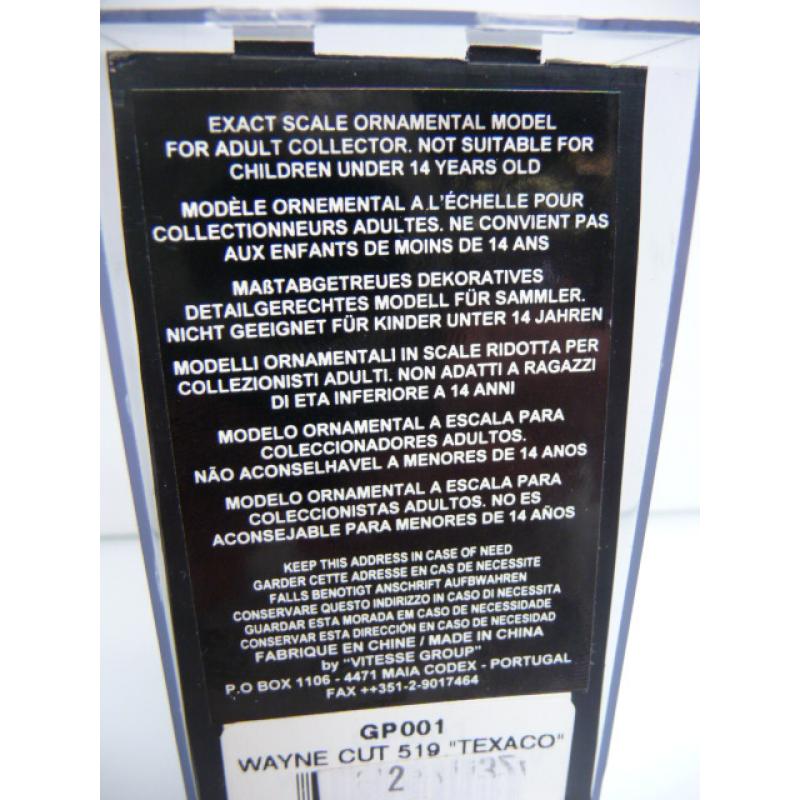 EXACT SCALE ORNAMENTAL MODEL
FOR ADULT COLLECTOR. NOT SUITABLE FOR
CHILDREN UNDER 14 YEARS OLD
MODÈLE ORNEMENTAL A L'ÉCHELLE POUR
COLLECTIONNEURS ADULTES. NE CONVIENT PAS
AUX ENFANTS DE MOINS DE 14 ANS
MAßTABGETREUES DEKORATIVES
DETAILGERECHTES MODELL FÜR SAMMLER.
NICHT GEEIGNET FÜR KINDER UNTER 14 JAHREN
MODELLI ORNAMENTALI IN SCALE RIDOTTA PER
COLLEZIONISTI ADULTI. NON ADATTI A RAGAZZI
DI ETA INFERIORE A 14 ANNI
MODELO ORNAMENTAL A ESCALA PARA
COLECCIONADORES ADULTOS.
NÃO ACONSELHAVEL A MENORES DE 14 ANOS
MODELO ORNAMENTAL A ESCALA PARA
COLECCIONISTAS ADULTOS. NO ES
ACONSEJABLE PARA MENORES DE 14 AÑOS
KEEP THIS ADDRESS IN CASE OF NEED
GARDER CETTE ADRESSE EN CAS DE NECESSITE
FALLS BENOTIGT ANSCHRIFT AUFBWAHREN
CONSERVARE QUESTO INDIRIZZO IN CASO DI NECESSITA
GUARDAR ESTA MORADA EM CASO DE NECESSIDADE
CONSERVAR ESTA DIRECCIÓN EN CASO DE NECESIDAD
FABRIQUE EN CHINE / MADE IN CHINA
by "VITESSE GROUP"
P.O BOX 1106 - 4471 MAIA CODEX - PORTUGAL
FAX ++351-2-9017464
GP001
WAYNE CUT 519 "TEXACO"
2